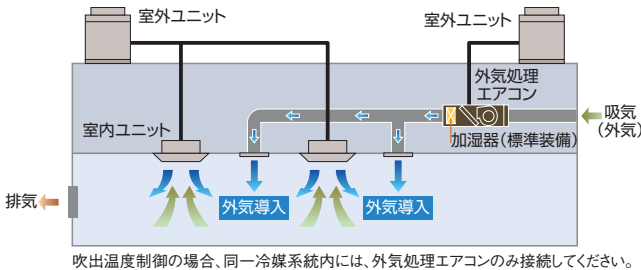 室外ユニット
室外ユニット
外気処理
エアコン
室内ユニット
吸気
(外気)
加湿器(標準装備)
排気
外気導入
外気導入
吹出温度制御の場合、同一冷媒系統内には、外気処理エアコンのみ接続してください。